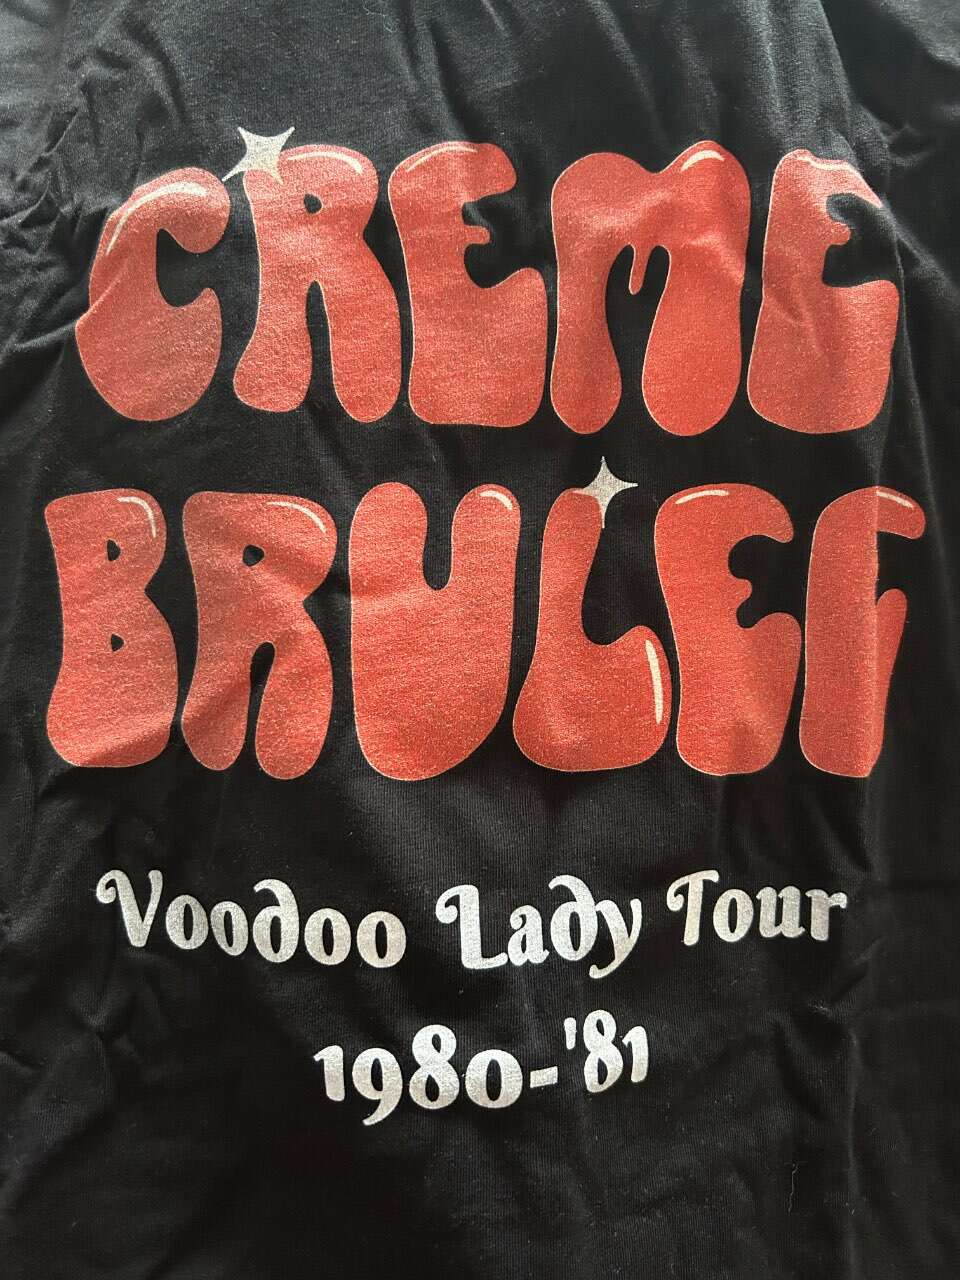 CREME
BRULEE
Voodoo Lady Tour
1980-'81